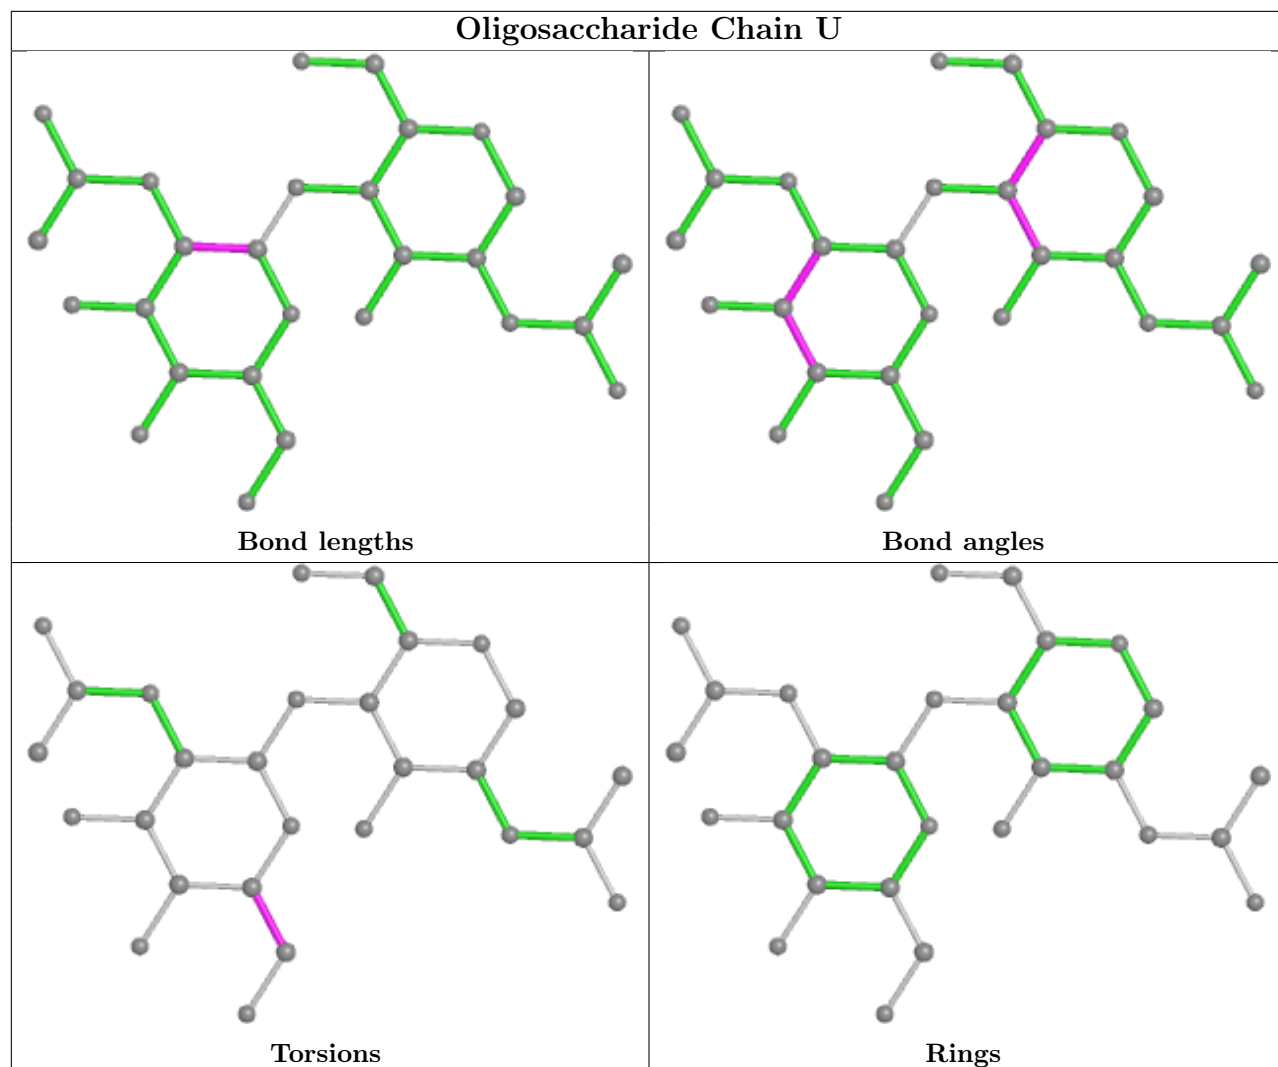 Oligosaccharide Chain U
Bond lengths
Bond angles
Torsions
Rings